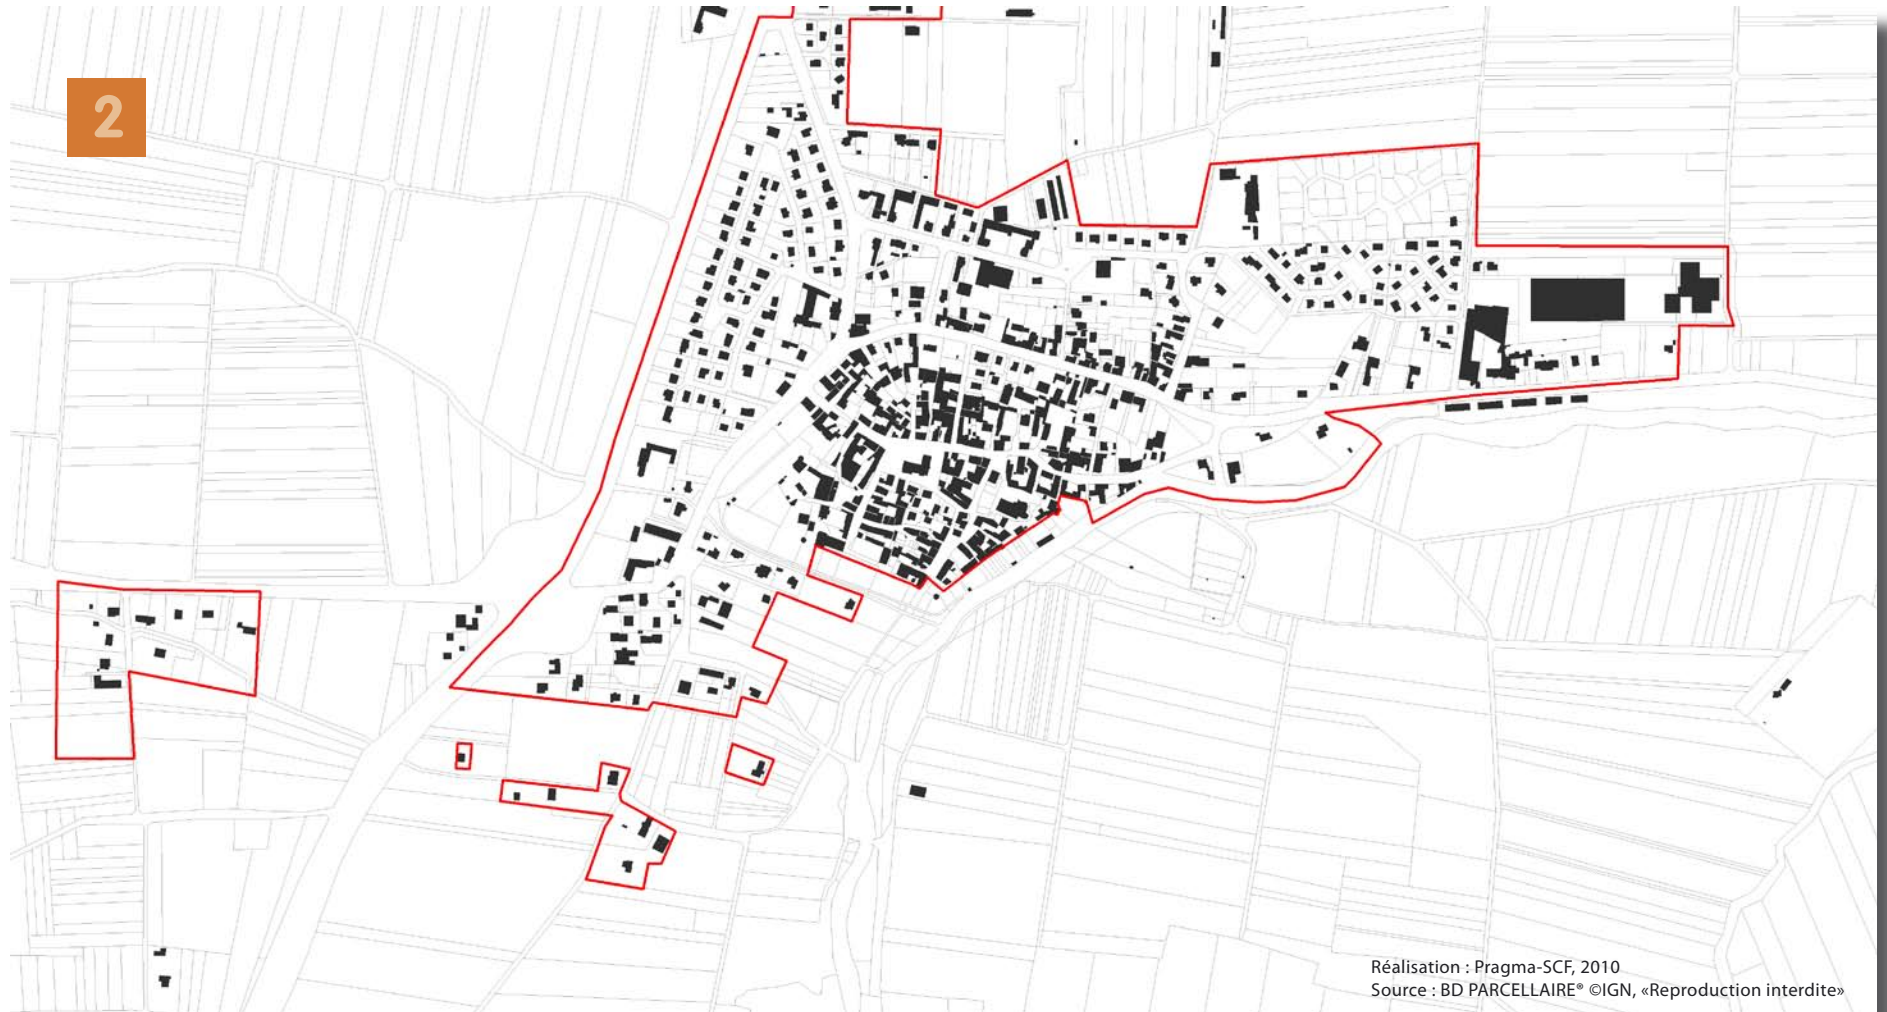 2
Réalisation : Pragma-SCF, 2010
Source : BD PARCELLAIRE® ©IGN, «Reproduction interdite»